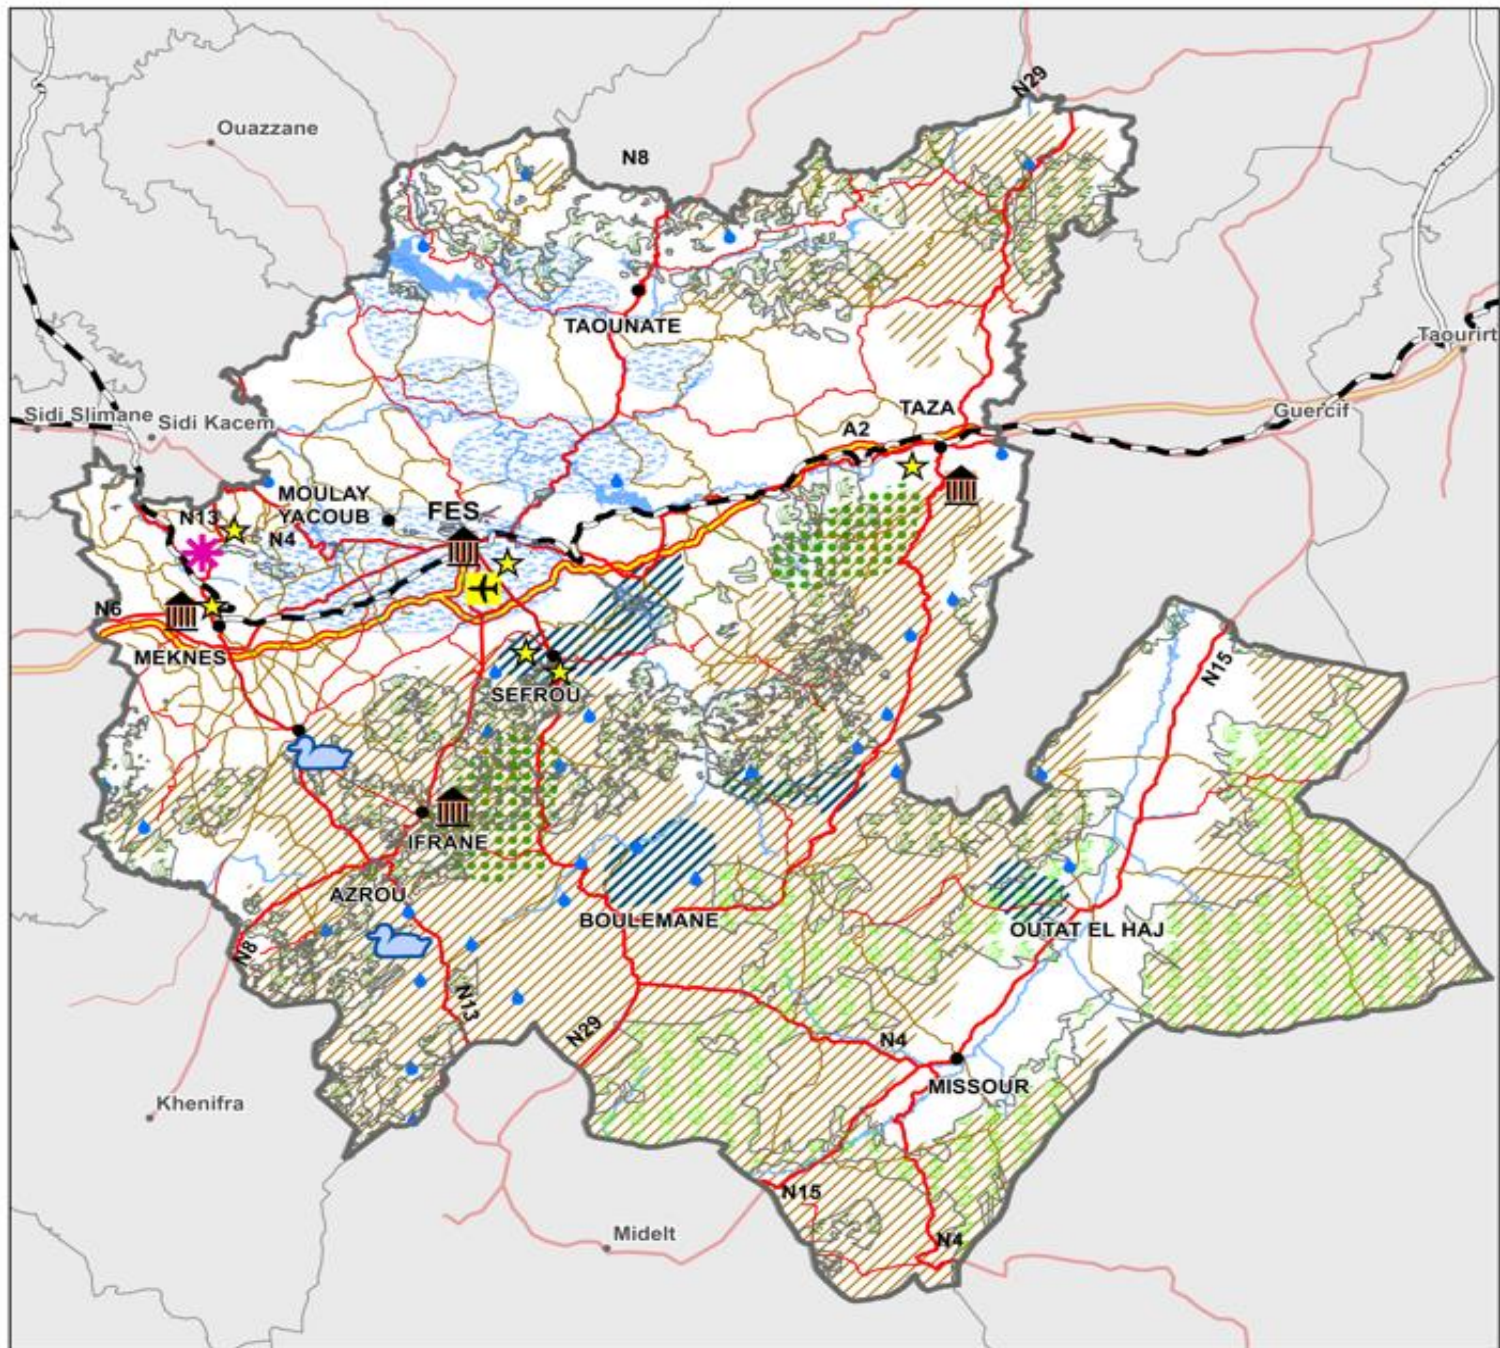 N29
Ouazzane
N8
TAOUNATE
Taourirt
TAZA
Guercif
Sidi Slimane
Sidi Kacem
A2
MOULAY
YACOUB
FES
N13
N4
N6
MEKNES
SEFROU
N15
IFRANE
AZROU
BOULEMANE
OUTAT EL HAJ
N8
N13
N29
N4
MISSOUR
Khenifra
N15
Midelt
N4